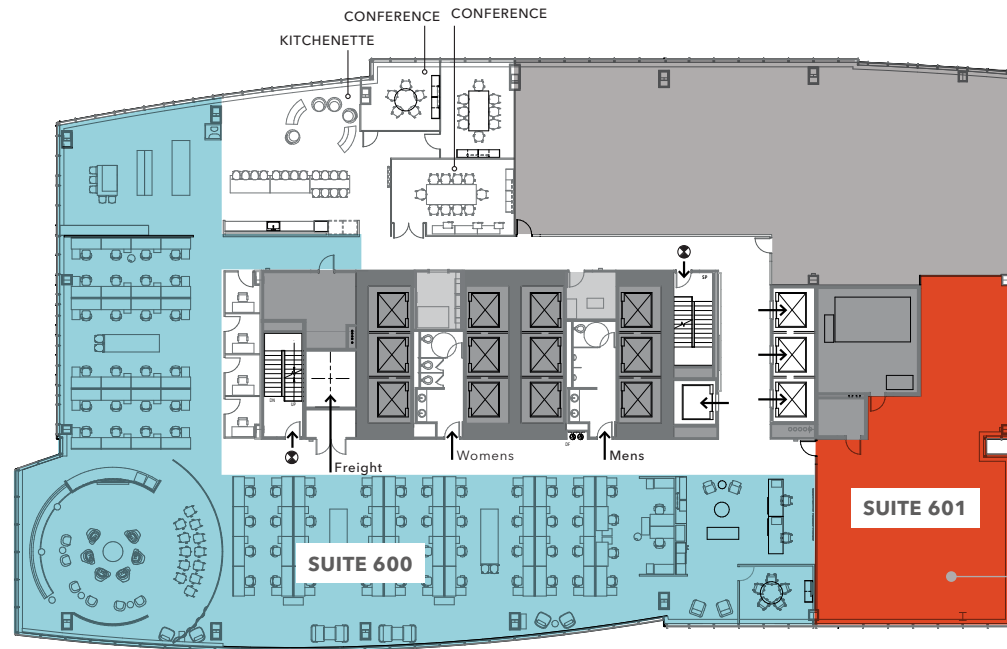 CONFERENCE CONFERENCE
KITCHENETTE
Freight
Womens
Mens
SUITE 601
SUITE 600